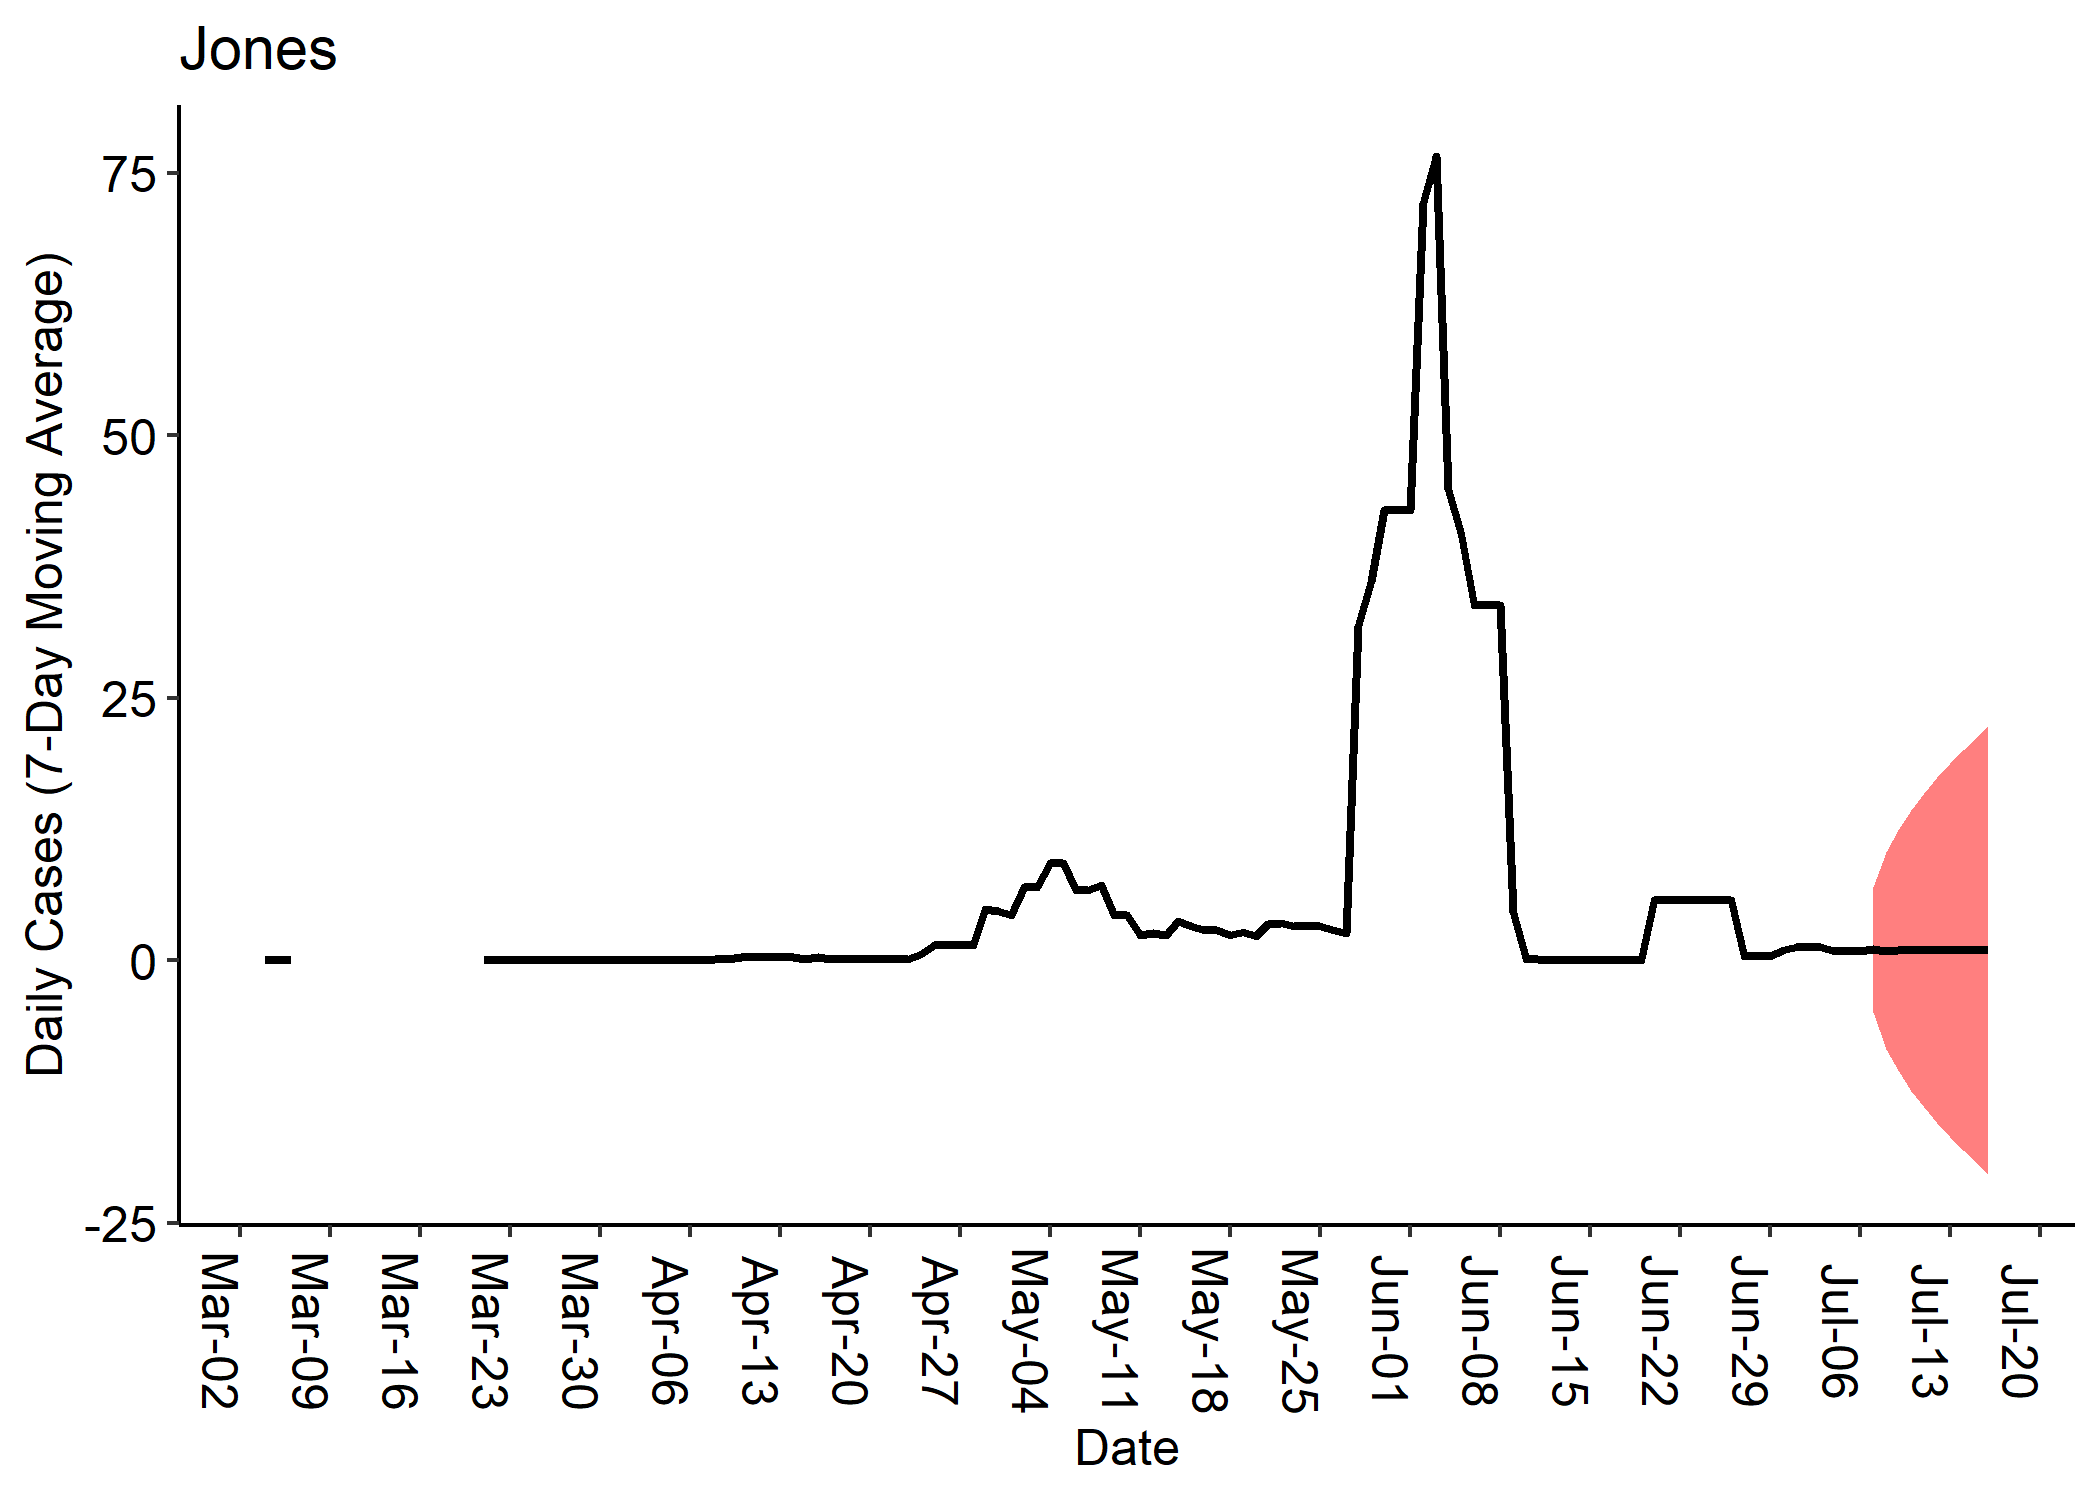 Jones
Daily Cases (7-Day Moving Average)
75
50
25
0
-25
Mar-02
Mar-09
Mar-16
Mar-23
Mar-30
Apr-06
Apr-13
Apr-20
Apr-27
May-04
May-11
May-18
May-25
Jun-01
Jun-08
Jun-15
Jun-22
Jun-29
Jul-06
Jul-13
Jul-20
Date